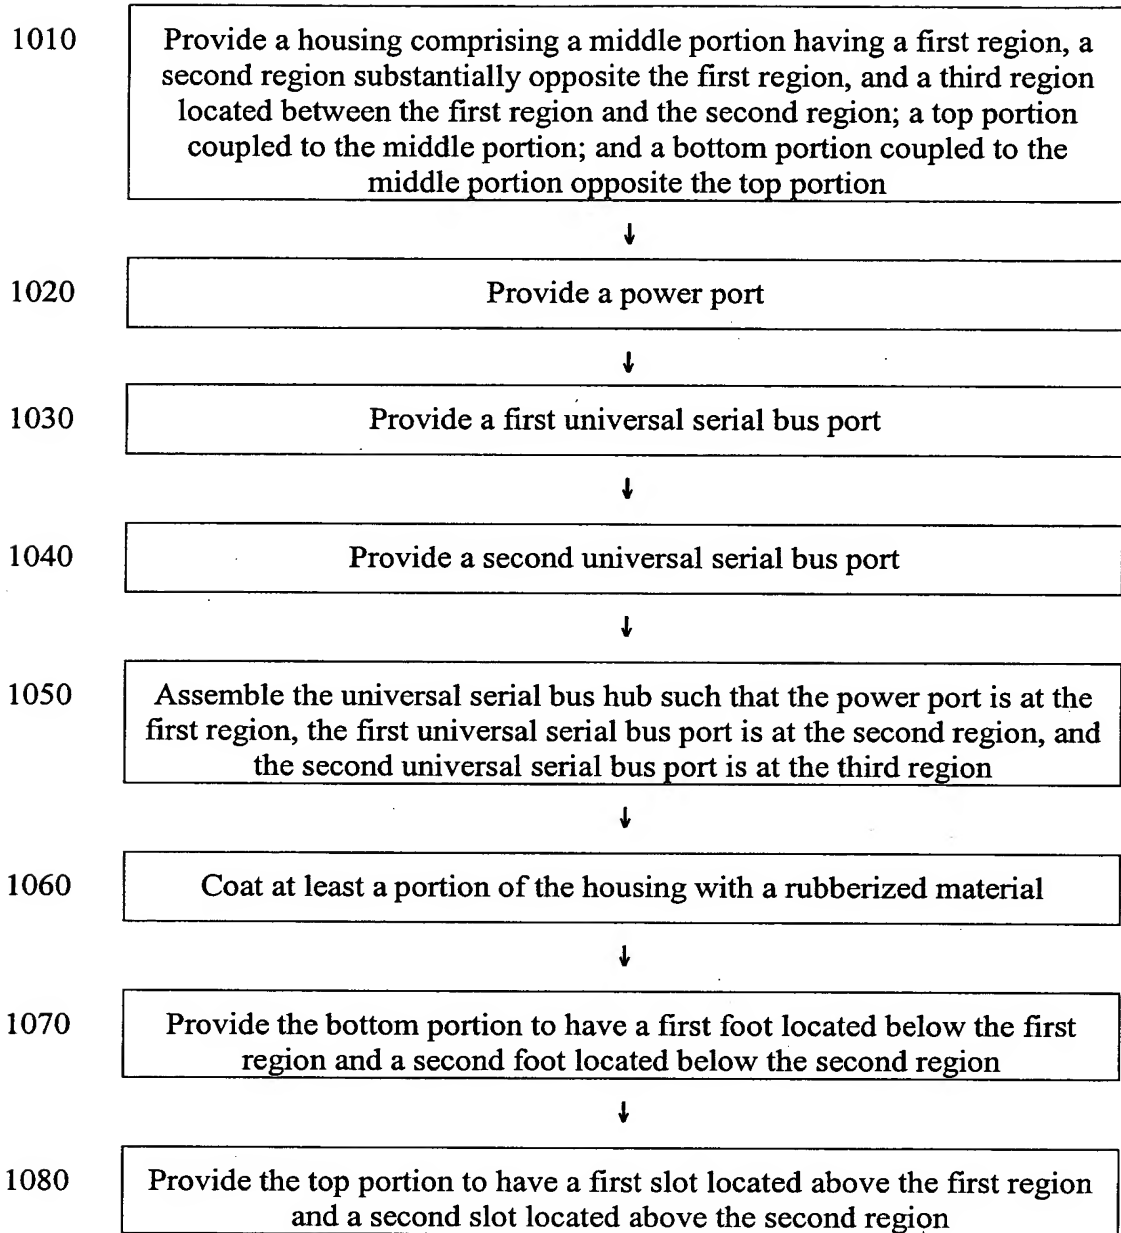 1010
Provide a housing comprising a middle portion having a first region, a
second region substantially opposite the first region, and a third region
located between the first region and the second region; a top portion
coupled to the middle portion; and a bottom portion coupled to the
middle portion opposite the top portion
1020
Provide a power port
1030
Provide a first universal serial bus port
1040
Provide a second universal serial bus port
1050
Assemble the universal serial bus hub such that the power port is at the
first region, the first universal serial bus port is at the second region, and
the second universal serial bus port is at the third region
1060
Coat at least a portion of the housing with a rubberized material
1070
Provide the bottom portion to have a first foot located below the first
region and a second foot located below the second region
1080
Provide the top portion to have a first slot located above the first region
and a second slot located above the second region